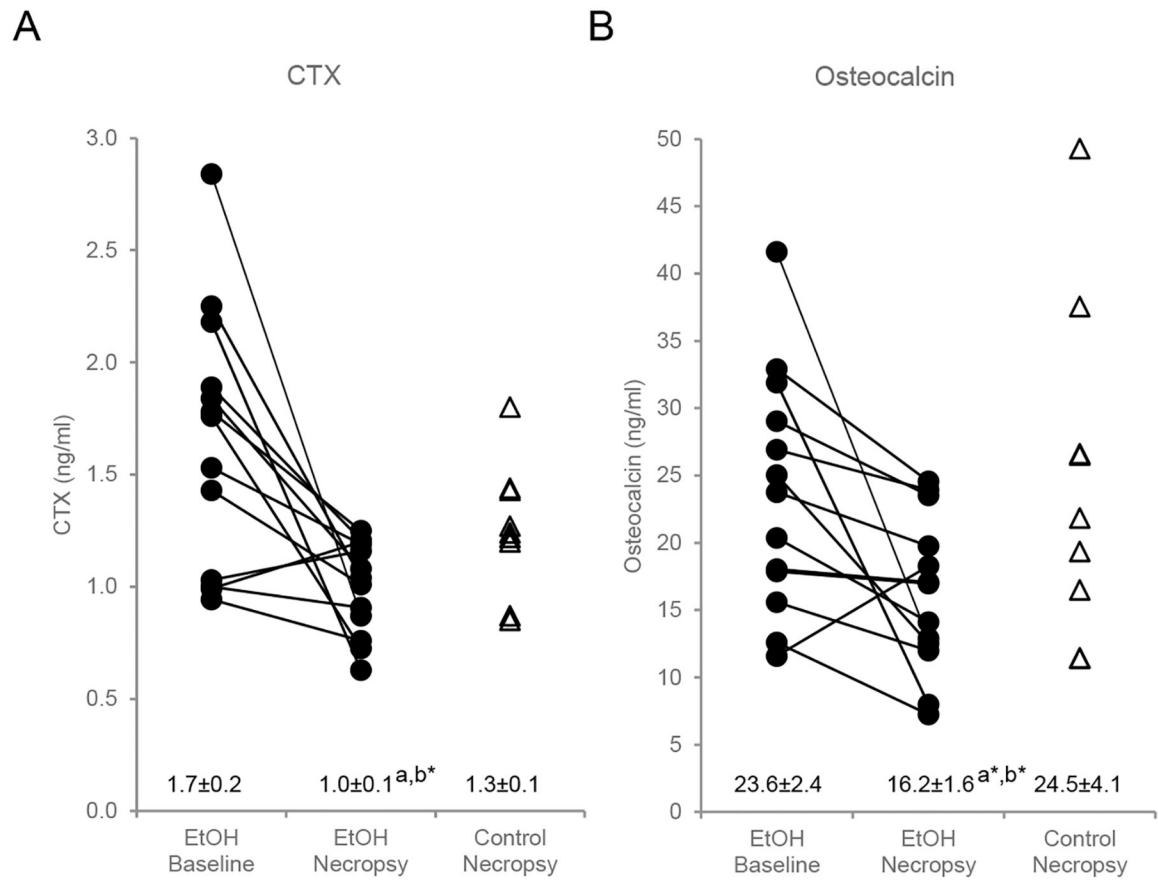 A
B
CTX
Osteocalcin
CTX (ng/ml)
3.0
2.5
2.0
1.5
1.0
0.5
0.0
1.7±0.2
1.0±0.1a,b*
1.3±0.1
EtOH
Baseline
EtOH
Necropsy
Control
Necropsy
Osteocalcin (ng/ml)
50
45
40
35
30
25
20
15
10
5
0
23.6±2.4
16.2±1.6a*,b*
24.5±4.1
EtOH
Baseline
EtOH
Necropsy
Control
Necropsy